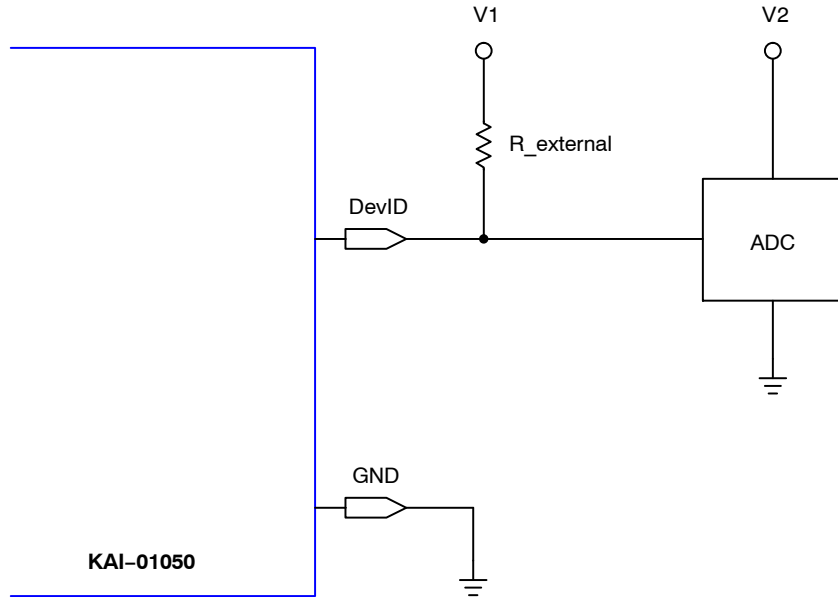 V1
V2
R_external
DevID
ADC
GND
KAI−01050